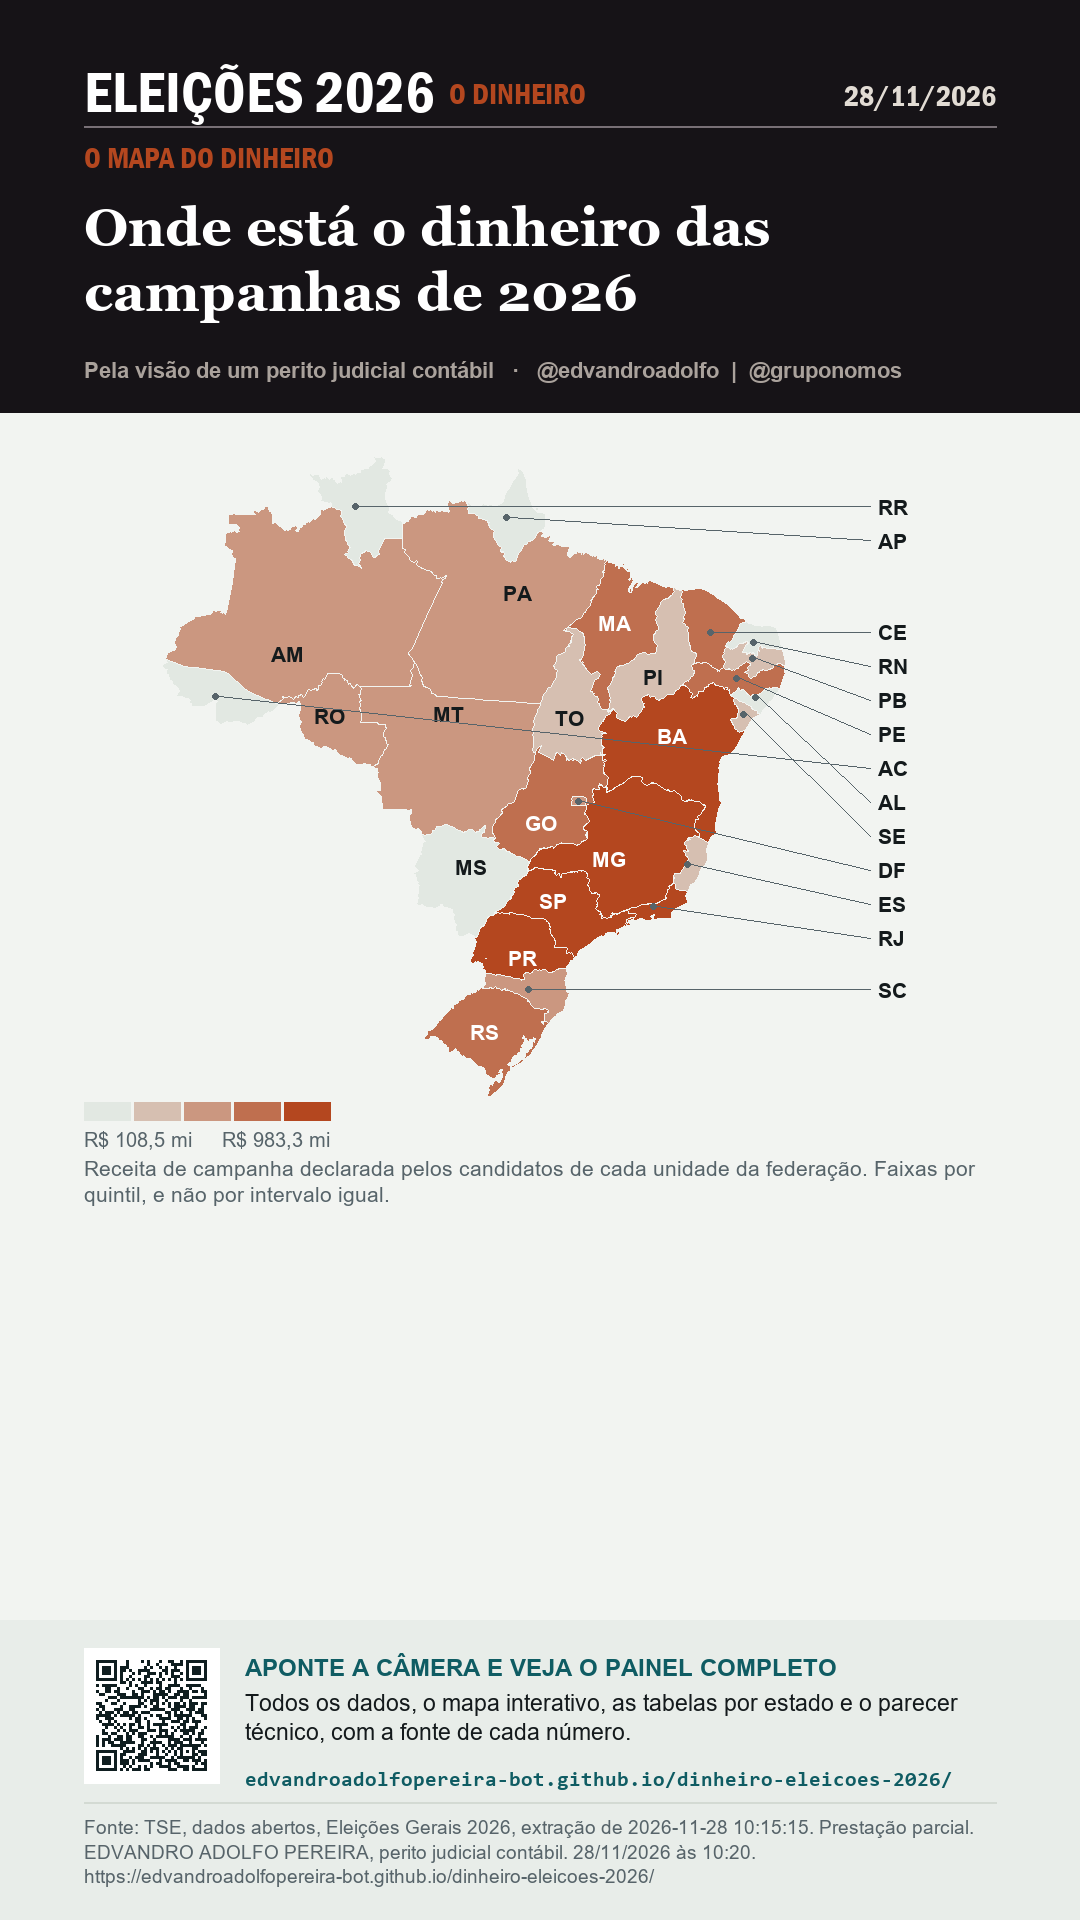 ELEIÇÕES 2026 O DINHEIRO 28/11/2026
O MAPA DO DINHEIRO
Onde está o dinheiro das
campanhas de 2026
Pela visão de um perito judicial contábil · @edvandroadolfo | @gruponomos
RR
AP
PA
MA
CE
AM
RN
PI
PB
RO
MT
TO
BA
PE
AC
AL
GO
SE
MS
MG
DF
SP
ES
PR
RJ
SC
RS
R$ 108,5 mi R$ 983,3 mi
Receita de campanha declarada pelos candidatos de cada unidade da federação. Faixas por
quintil, e não por intervalo igual.
APONTE A CÂMERA E VEJA O PAINEL COMPLETO
Todos os dados, o mapa interativo, as tabelas por estado e o parecer
técnico, com a fonte de cada número.
edvandroadolfopereira-bot.github.io/dinheiro-eleicoes-2026/
Fonte: TSE, dados abertos, Eleições Gerais 2026, extração de 2026-11-28 10:15:15. Prestação parcial.
EDVANDRO ADOLFO PEREIRA, perito judicial contábil. 28/11/2026 às 10:20.
https://edvandroadolfopereira-bot.github.io/dinheiro-eleicoes-2026/